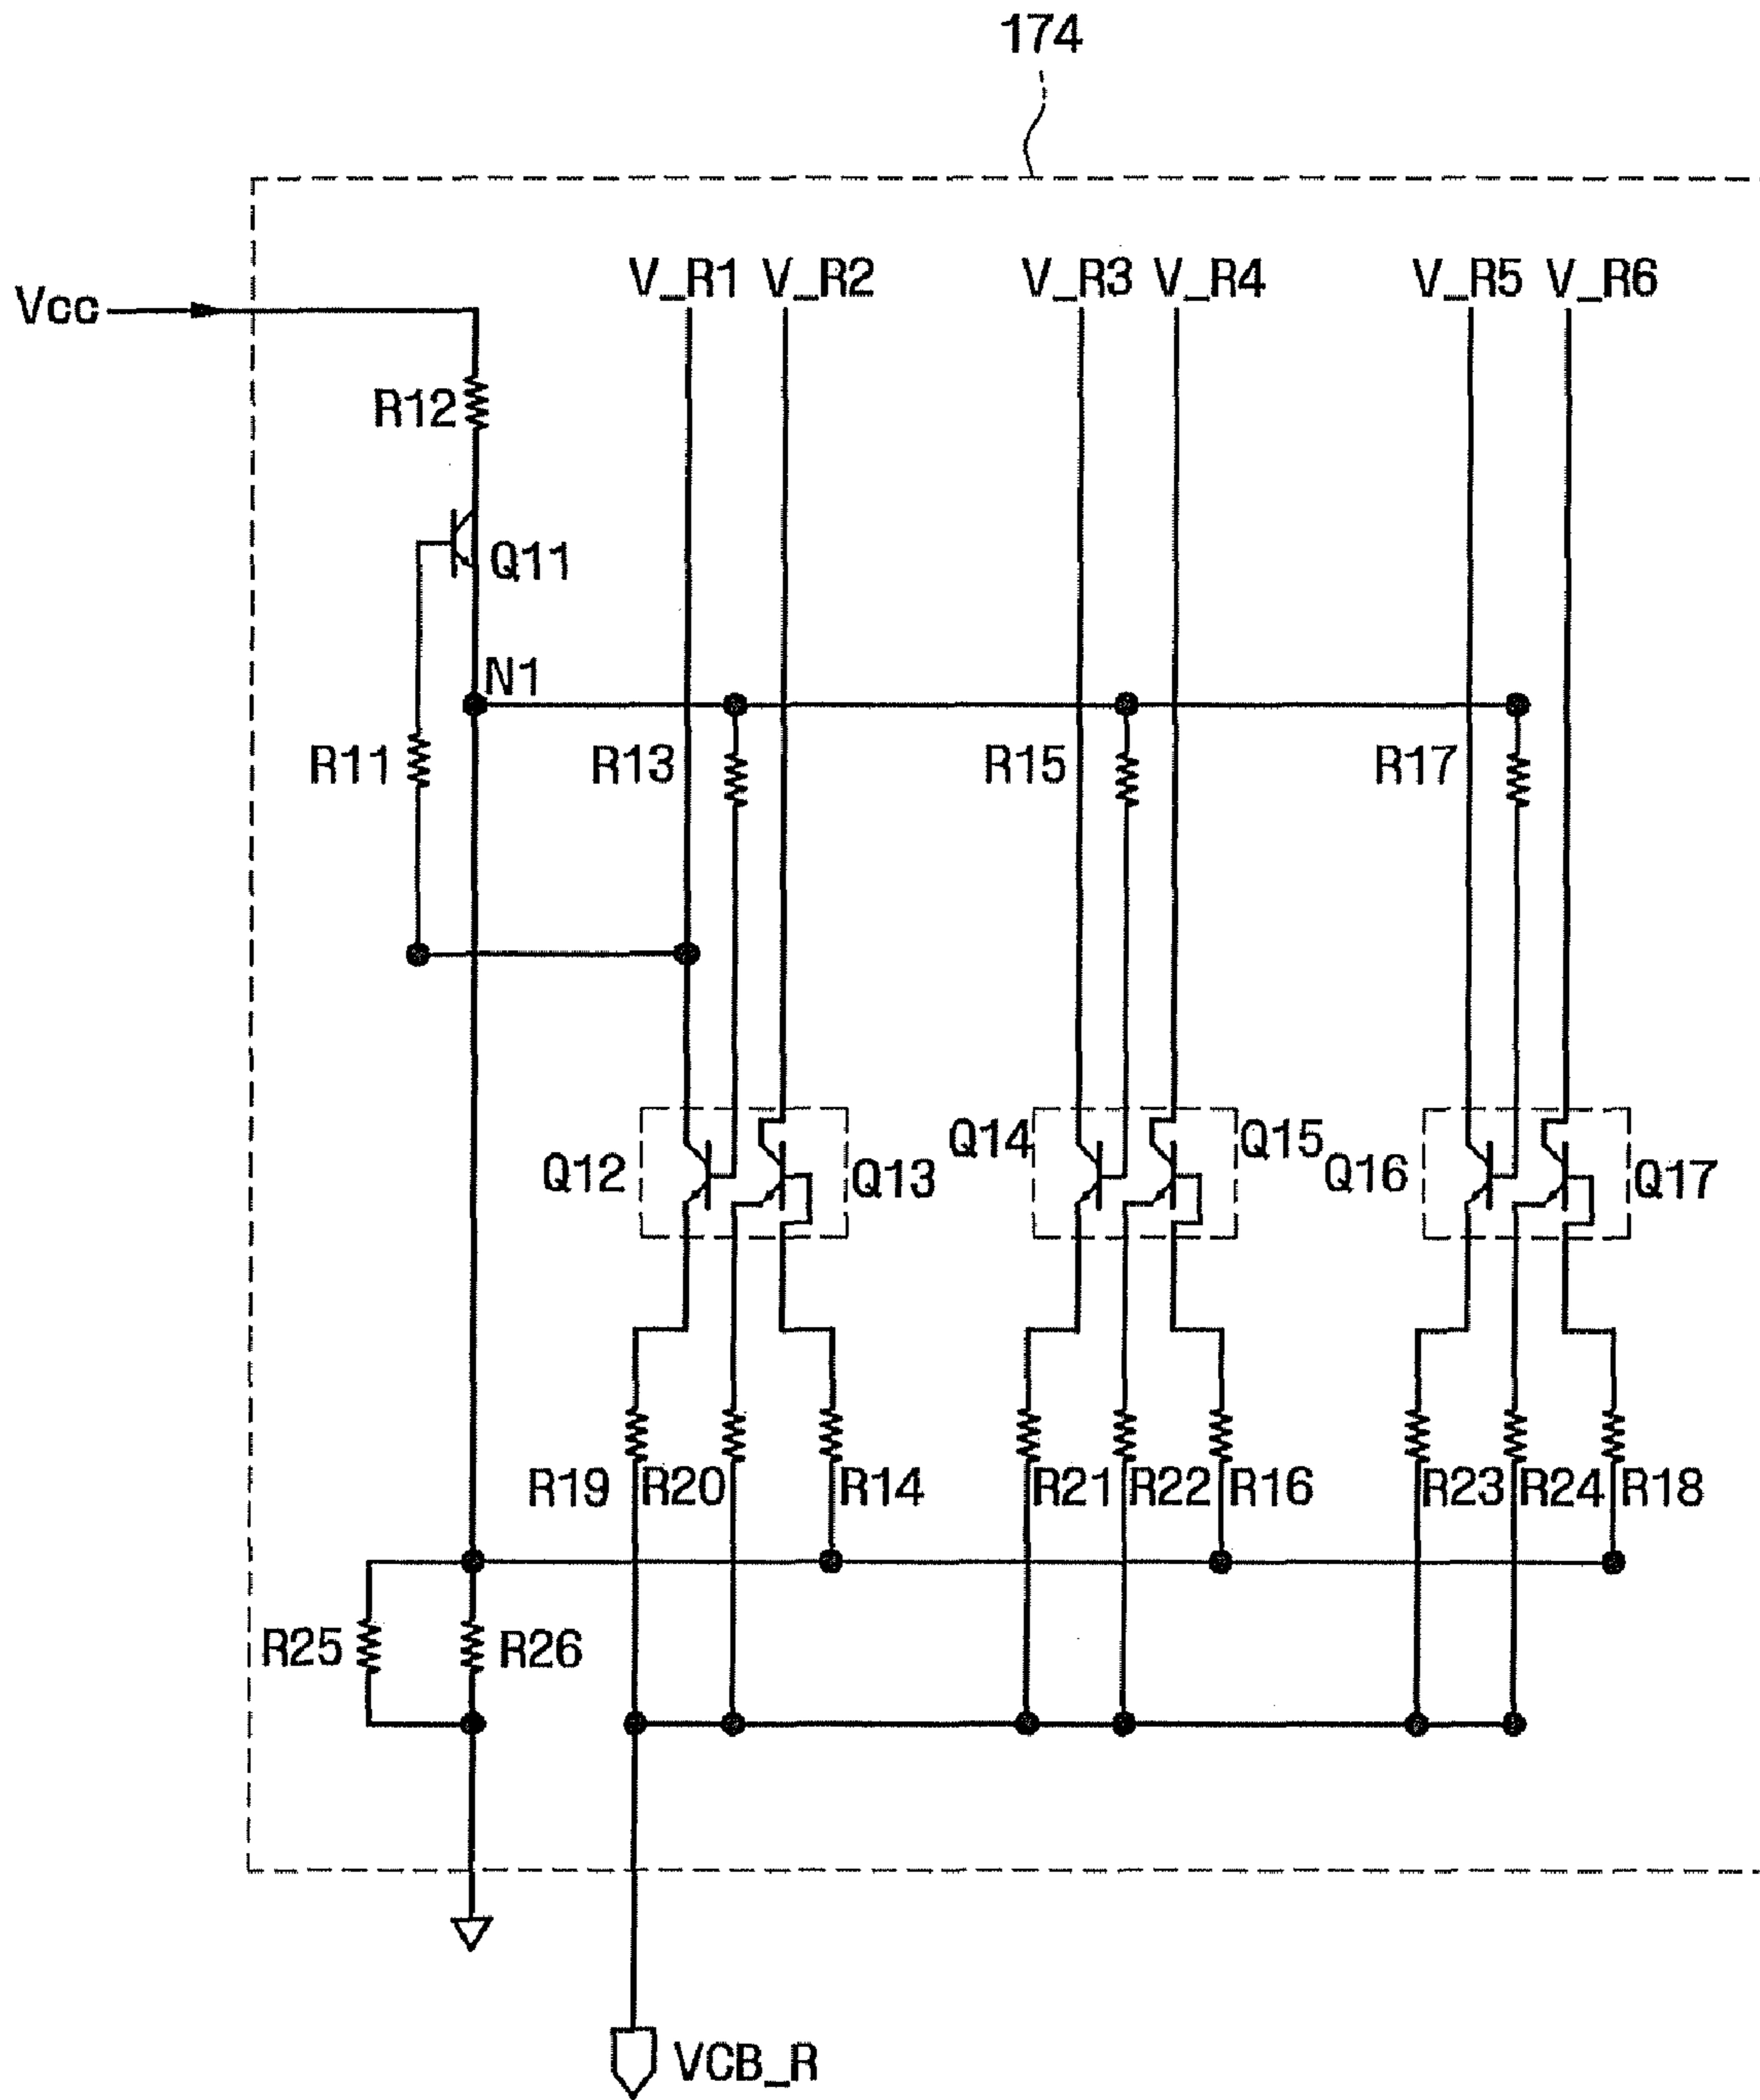 174
V_R1 V_R2 V_R3 V_R4 V_R5 V_R6
Vcc
R12
Q11
N1
R11 R13 R15 R17
Q12 Q13 Q14 Q15 Q16 Q17
R19 R20 R14 R21 R22 R16 R23 R24 R18
R25 R26
VCB_R